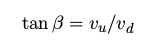 tan β = v_u/v_d